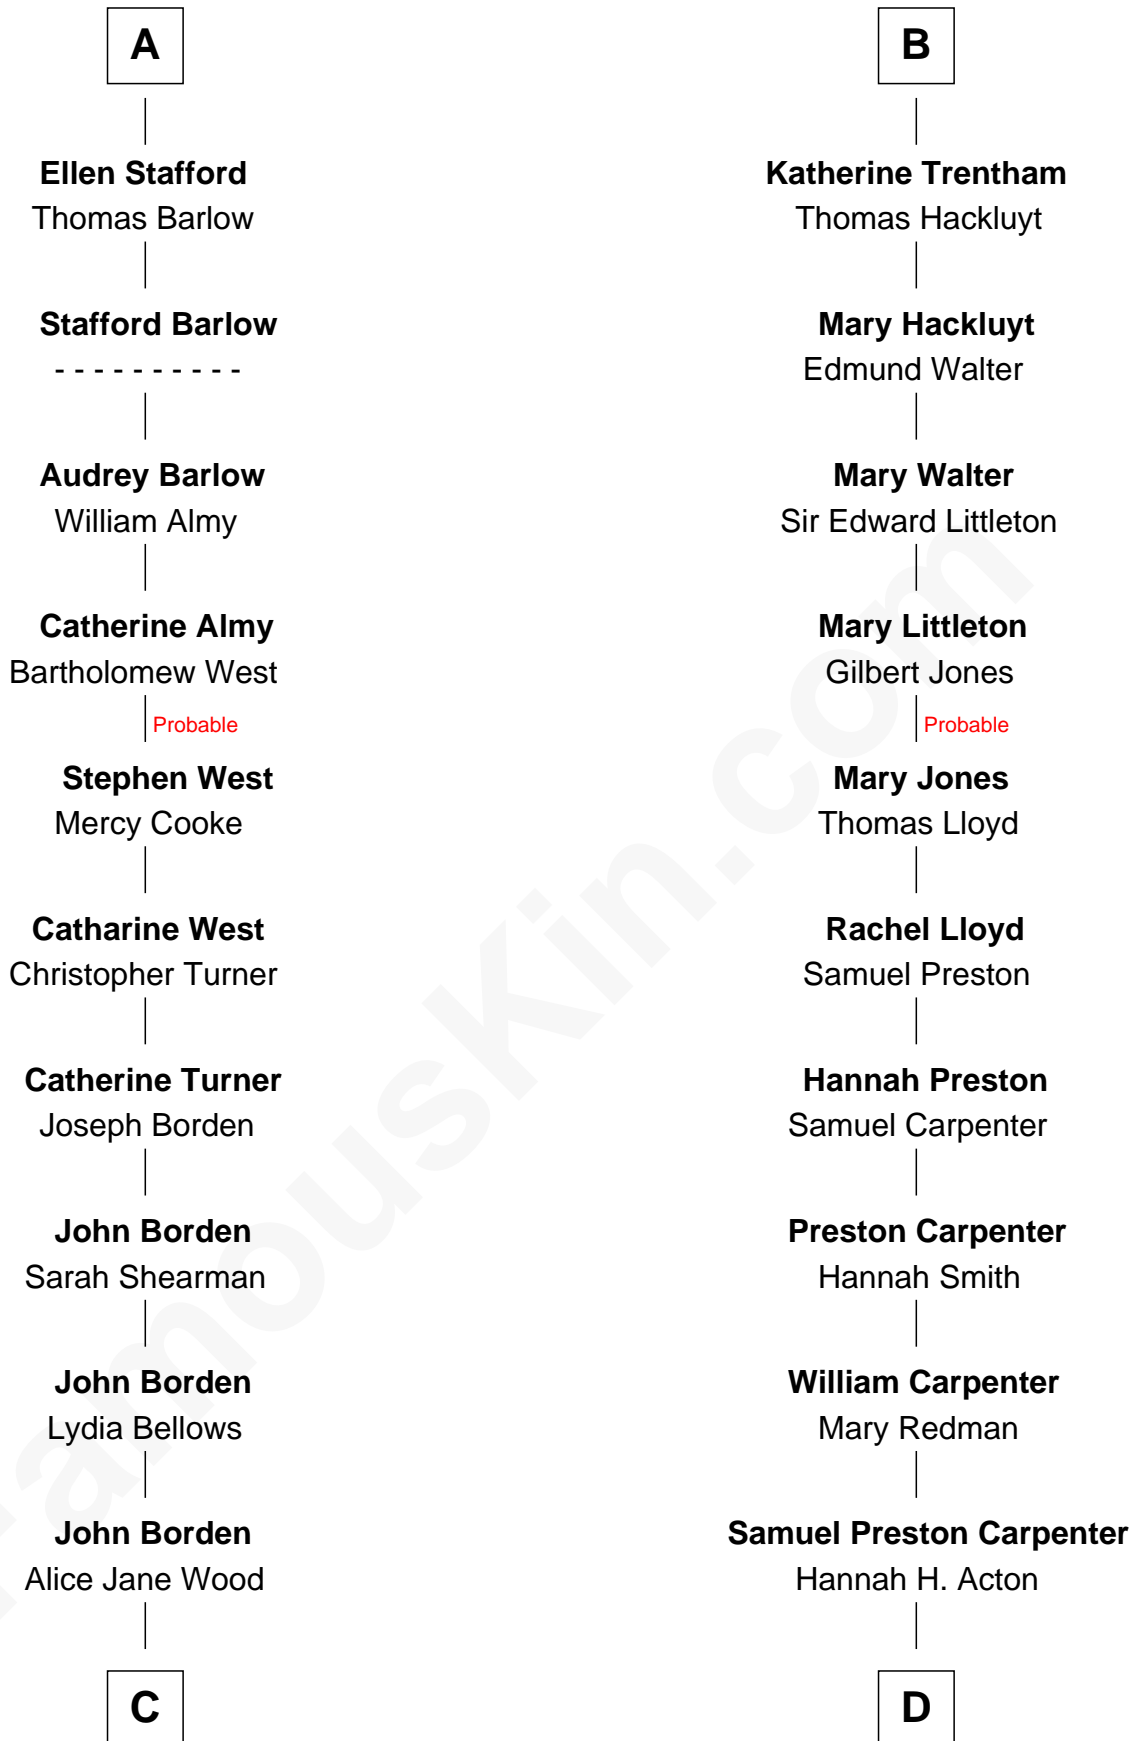 A
Ellen Stafford
Thomas Barlow
Stafford Barlow
- - - - - - - - - -
Audrey Barlow
William Almy
Catherine Almy
Bartholomew West
Probable
Stephen West
Mercy Cooke
Catharine West
Christopher Turner
Catherine Turner
Joseph Borden
John Borden
Sarah Shearman
John Borden
Lydia Bellows
John Borden
Alice Jane Wood
C
B
Katherine Trentham
Thomas Hackluyt
Mary Hackluyt
Edmund Walter
Mary Walter
Sir Edward Littleton
Mary Littleton
Gilbert Jones
Probable
Mary Jones
Thomas Lloyd
Rachel Lloyd
Samuel Preston
Hannah Preston
Samuel Carpenter
Preston Carpenter
Hannah Smith
William Carpenter
Mary Redman
Samuel Preston Carpenter
Hannah H. Acton
D
FamousKin.com